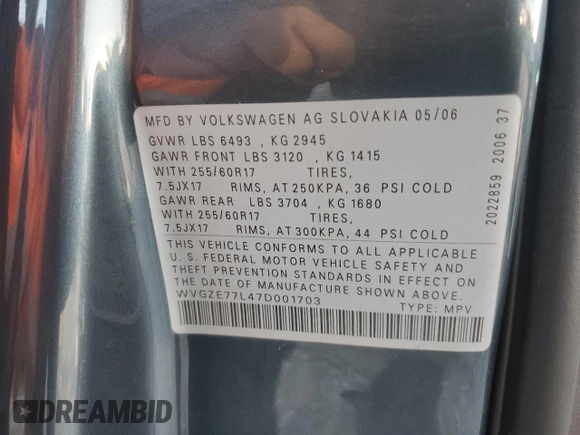 MFD BY VOLKSWAGEN AG SLOVAKIA 05/06
GVWR LBS 6493 , KG 2945
GAWR FRONT LBS 3120 , KG 1415
WITH 255/60R17 TIRES,
7.5JX17 RIMS, AT 250KPA, 36 PSI COLD
GAWR REAR LBS 3704 , KG 1680
WITH 255/60R17 TIRES,
7.5JX17 RIMS, AT 300KPA, 44 PSI COLD
THIS VEHICLE CONFORMS TO ALL APPLICABLE
U. S. FEDERAL MOTOR VEHICLE SAFETY AND
THEFT PREVENTION STANDARDS IN EFFECT ON
THE DATE OF MANUFACTURE SHOWN ABOVE.
WVGZE77L47D001703
TYPE: MPV
2022859 2006 37
DREAMBID